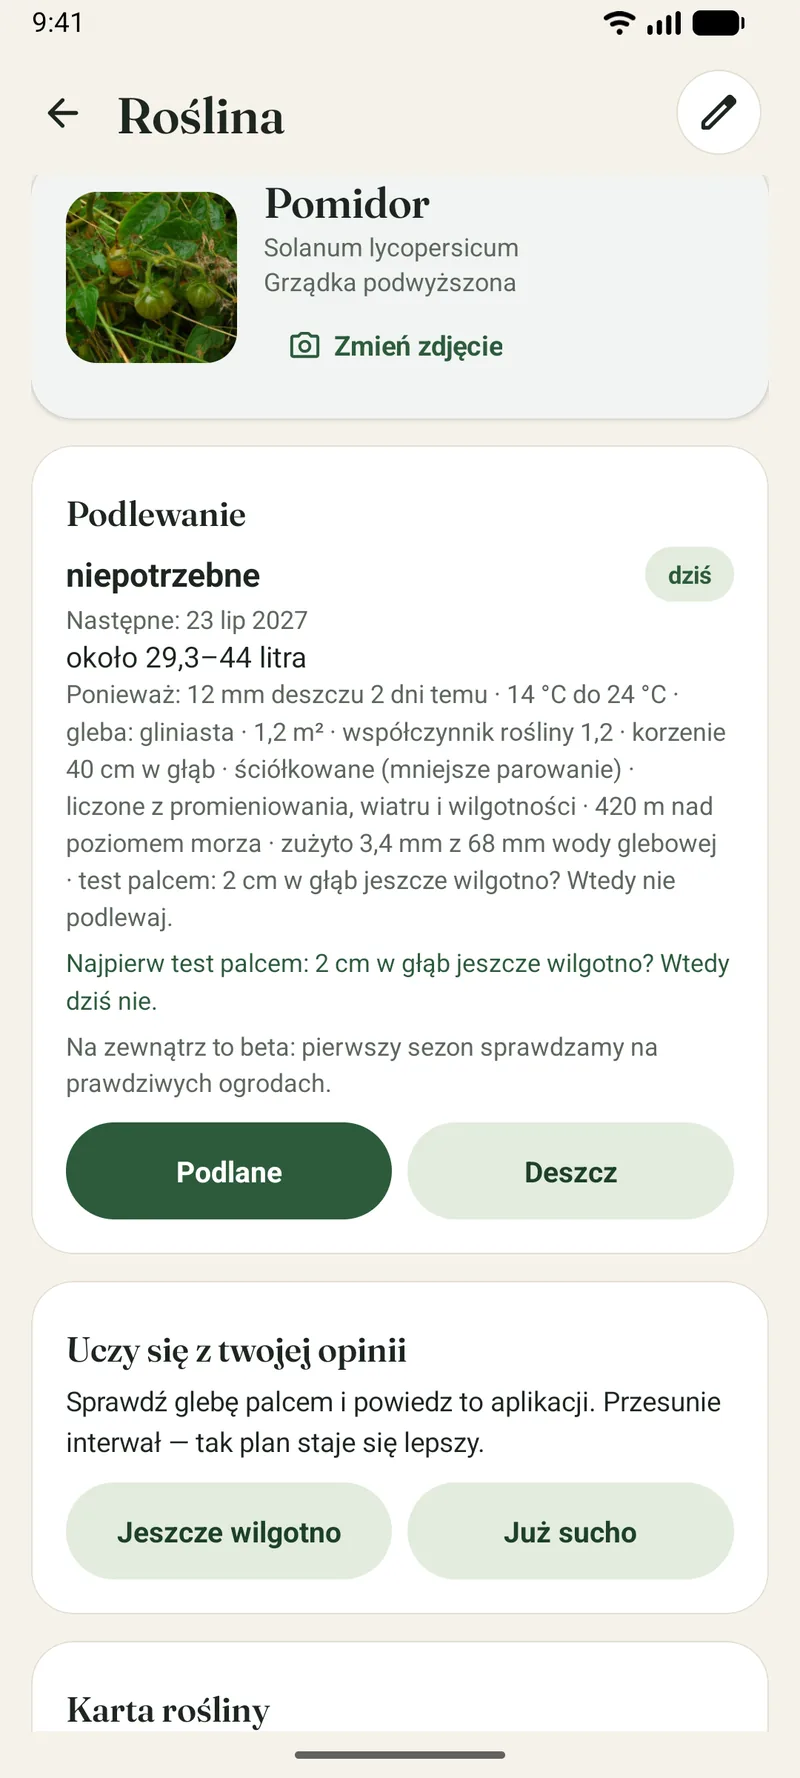 9:41
Roślina
Pomidor
Solanum lycopersicum
Grządka podwyższona
Zmień zdjęcie
Podlewanie
niepotrzebne
dziś
Następne: 23 lip 2027
około 29,3–44 litra
Ponieważ: 12 mm deszczu 2 dni temu · 14 °C do 24 °C ·
gleba: gliniasta · 1,2 m² · współczynnik rośliny 1,2 · korzenie
40 cm w głąb · ściółkowane (mniejsze parowanie) ·
liczone z promieniowania, wiatru i wilgotności · 420 m nad
poziomem morza · zużyto 3,4 mm z 68 mm wody glebowej
· test palcem: 2 cm w głąb jeszcze wilgotno? Wtedy nie
podlewaj.
Najpierw test palcem: 2 cm w głąb jeszcze wilgotno? Wtedy
dziś nie.
Na zewnątrz to beta: pierwszy sezon sprawdzamy na
prawdziwych ogrodach.
Podlane
Deszcz
Uczy się z twojej opinii
Sprawdź glebę palcem i powiedz to aplikacji. Przesunie
interwał — tak plan staje się lepszy.
Jeszcze wilgotno
Już sucho
Karta rośliny